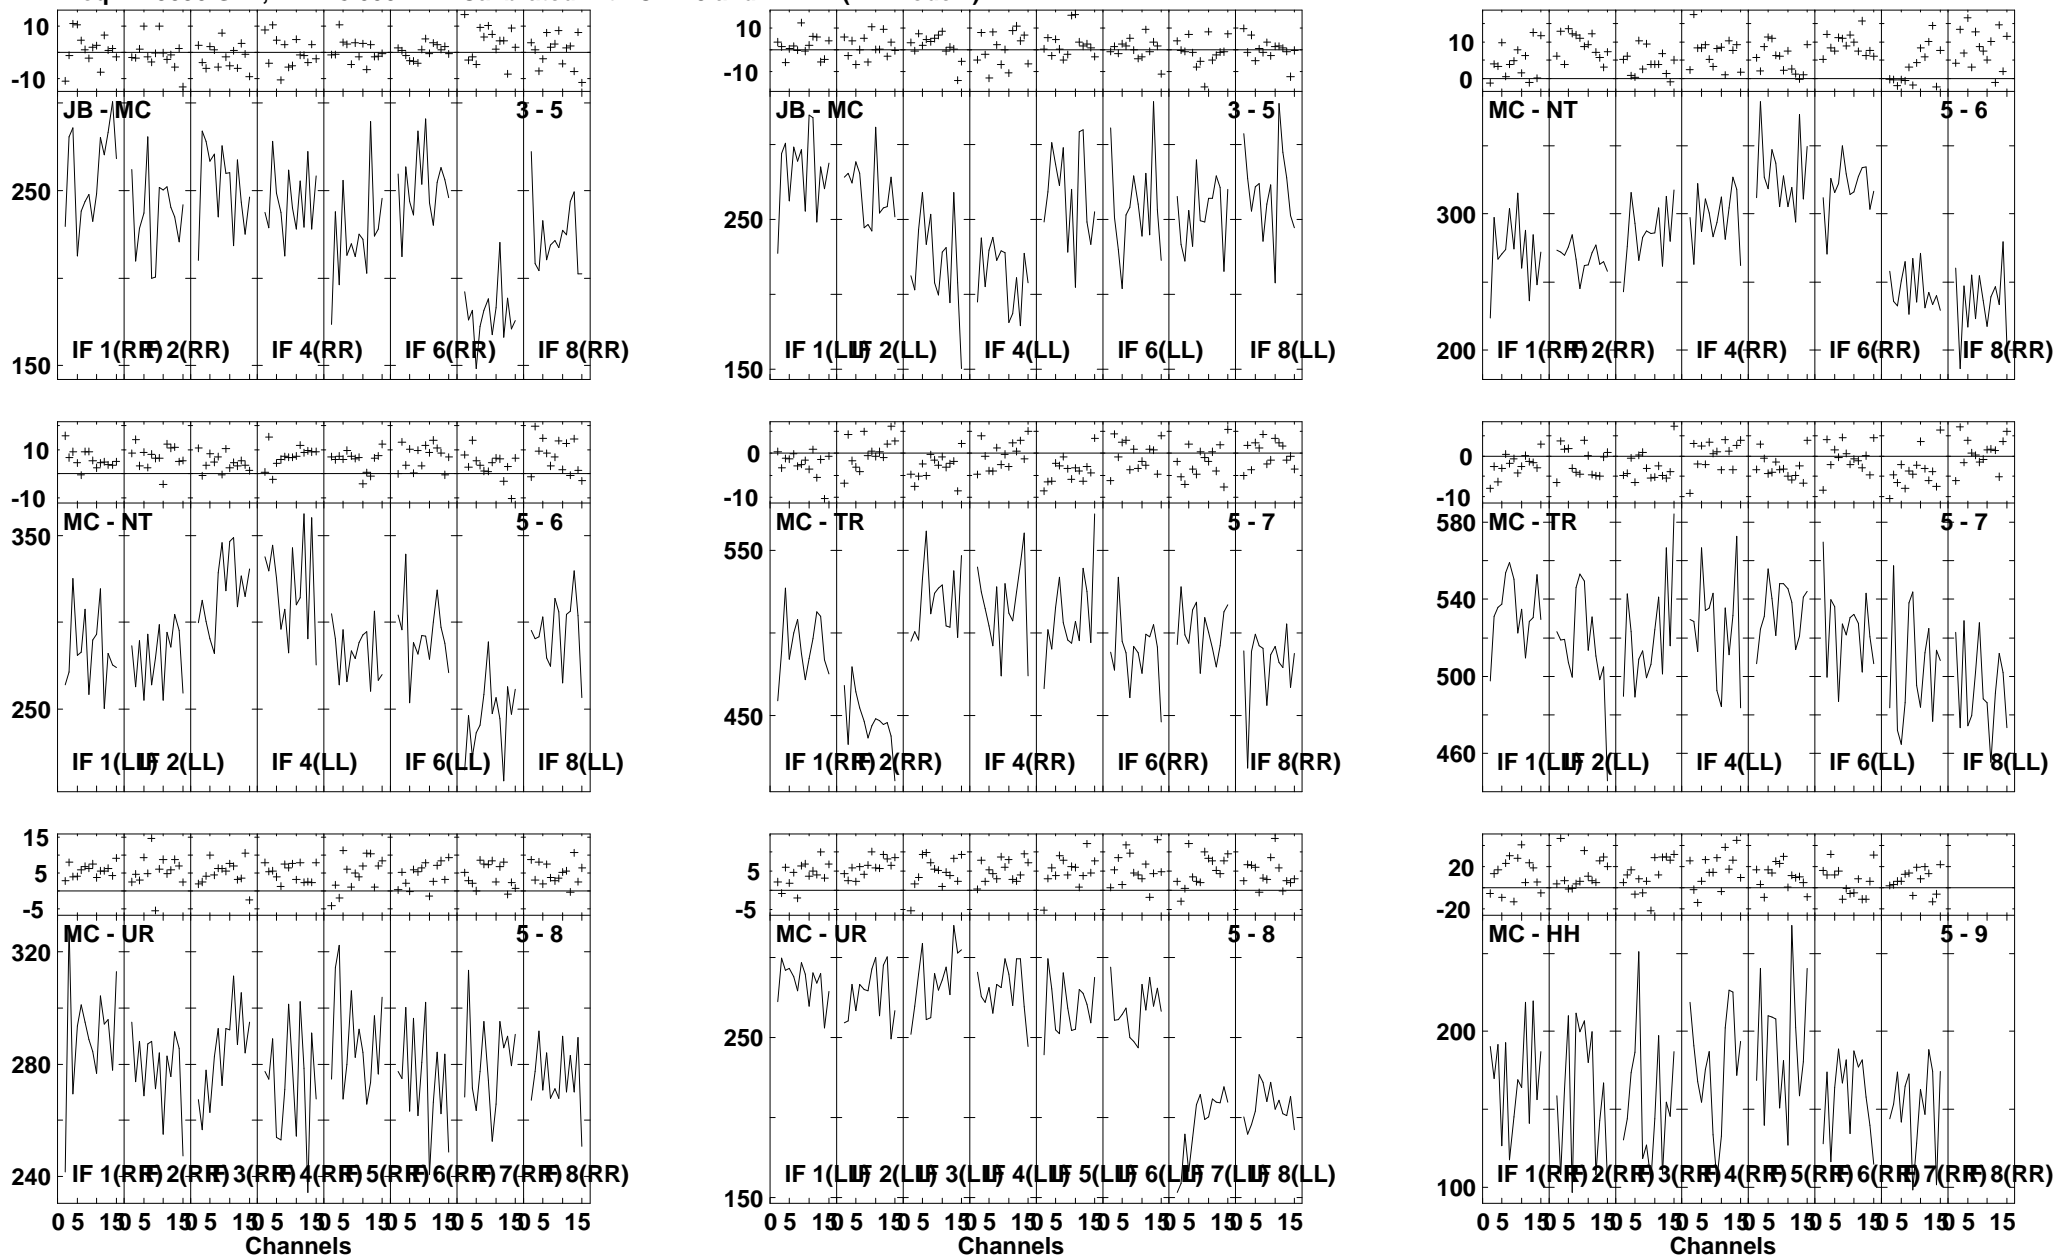 10
-10
JB - MC 3 - 5
250
150
IF 1(RR) IF 2(RR) IF 4(RR) IF 6(RR) IF 8(RR)
10
-10
JB - MC 3 - 5
250
150
IF 1(LL) IF 2(LL) IF 4(LL) IF 6(LL) IF 8(LL)
10
0
MC - NT 5 - 6
300
200
IF 1(RR) IF 2(RR) IF 4(RR) IF 6(RR) IF 8(RR)
10
-10
MC - NT 5 - 6
350
250
IF 1(LL) IF 2(LL) IF 4(LL) IF 6(LL) IF 8(LL)
0
-10
MC - TR 5 - 7
550
450
IF 1(RR) IF 2(RR) IF 4(RR) IF 6(RR) IF 8(RR)
0
-10
MC - TR 5 - 7
580
540
500
460
IF 1(LL) IF 2(LL) IF 4(LL) IF 6(LL) IF 8(LL)
15
5
-5
MC - UR 5 - 8
320
280
240
IF 1(RR) IF 2(RR) IF 3(RR) IF 4(RR) IF 5(RR) IF 6(RR) IF 7(RR) IF 8(RR)
0 5 15 0 5 15 0 5 15 0 5 15 0 5 15 0 5 15 0 5 15 0 5 15
Channels
5
-5
MC - UR 5 - 8
250
150
IF 1(LL) IF 2(LL) IF 3(LL) IF 4(LL) IF 5(LL) IF 6(LL) IF 7(LL) IF 8(LL)
0 5 15 0 5 15 0 5 15 0 5 15 0 5 15 0 5 15 0 5 15 0 5 15
Channels
20
-20
MC - HH 5 - 9
200
100
IF 1(RR) IF 2(RR) IF 3(RR) IF 4(RR) IF 5(RR) IF 6(RR) IF 7(RR) IF 8(RR)
0 5 15 0 5 15 0 5 15 0 5 15 0 5 15 0 5 15 0 5 15 0 5 15
Channels